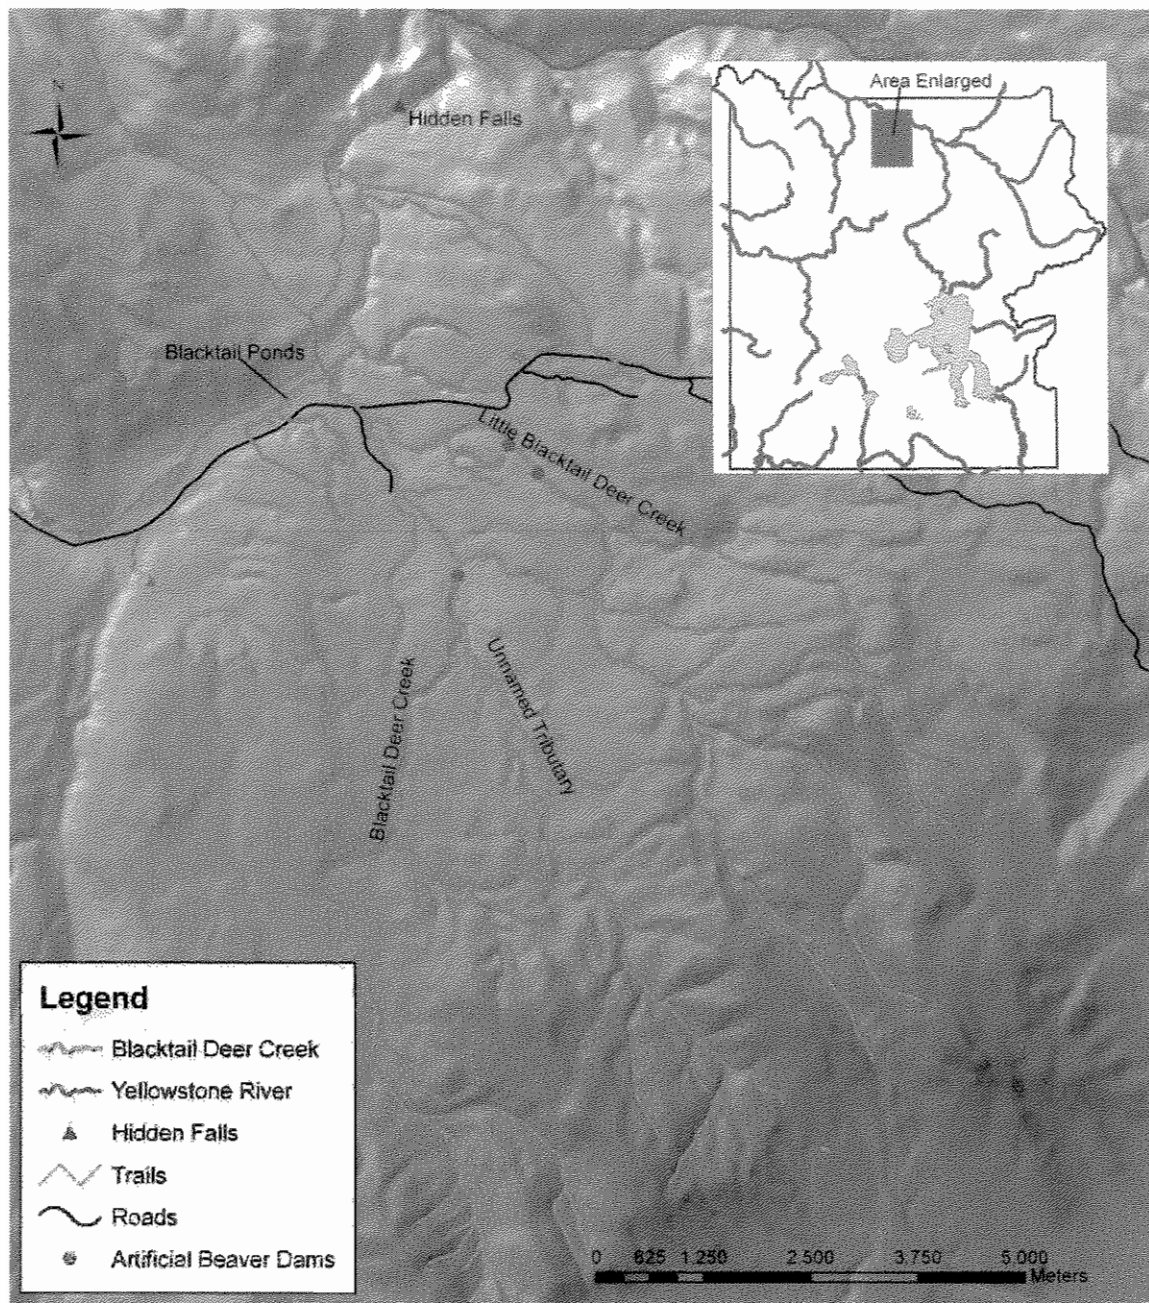 N
Hidden Falls
Area Enlarged
Blacktail Ponds
Little Blacktail Deer Creek
Blacktail Deer Creek
Unnamed Tributary
Legend
Blacktail Deer Creek
Yellowstone River
Hidden Falls
Trails
Roads
Artificial Beaver Dams
0 625 1.250 2.500 3.750 5.000
Meters